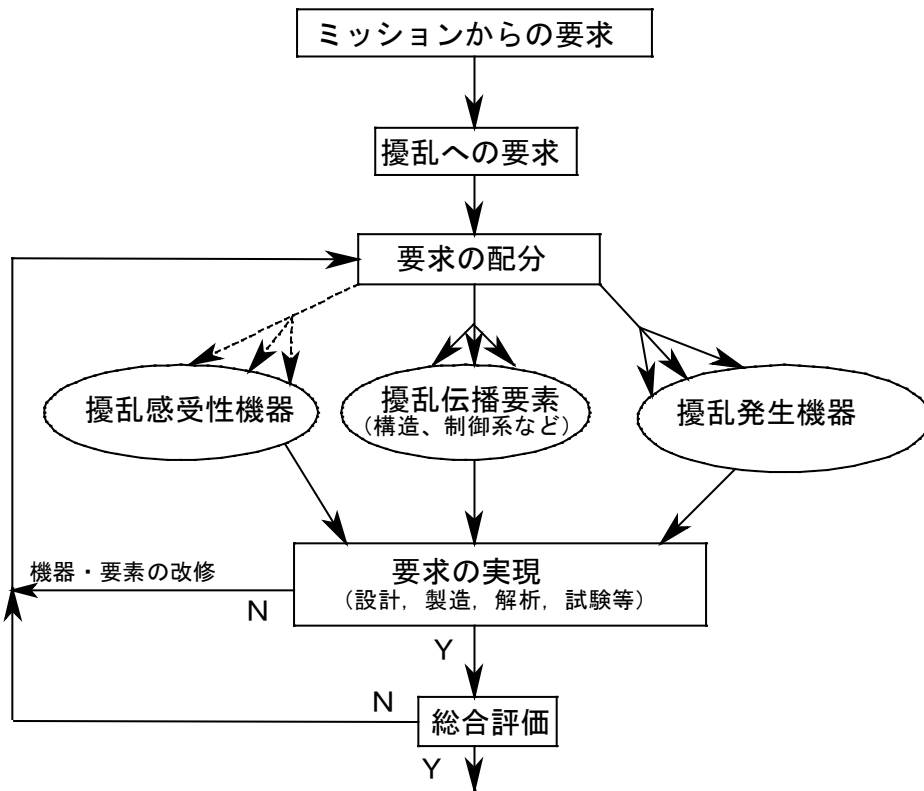 ミッションからの要求
擾乱への要求
要求の配分
擾乱感受性機器
擾乱伝播要素
（構造、制御系など）
擾乱発生機器
機器・要素の改修
要求の実現
（設計，製造，解析，試験等）
N
Y
N
総合評価
Y